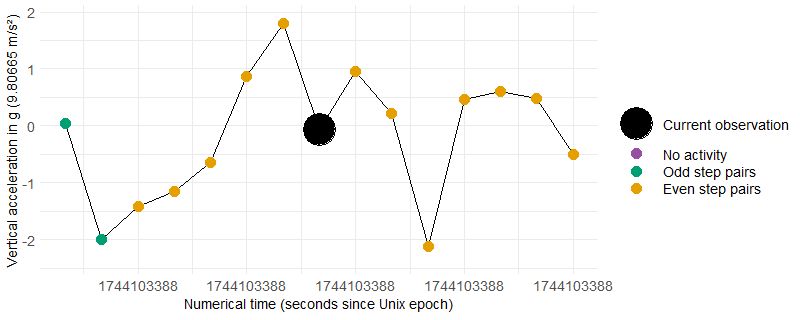 Vertical acceleration in g (9.80665 m/s²)
2
1
0
-1
-2
1744103388 1744103388 1744103388 1744103388 1744103388
Numerical time (seconds since Unix epoch)
Current observation
No activity
Odd step pairs
Even step pairs